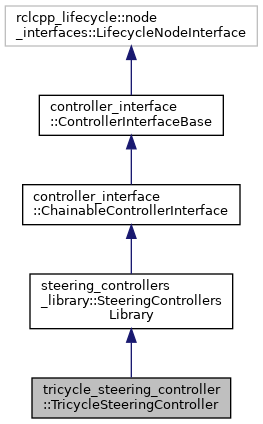 rclcpp_lifecycle::node
_interfaces::LifecycleNodeInterface
controller_interface
::ControllerInterfaceBase
controller_interface
::ChainableControllerInterface
steering_controllers
_library::SteeringControllers
Library
tricycle_steering_controller
::TricycleSteeringController